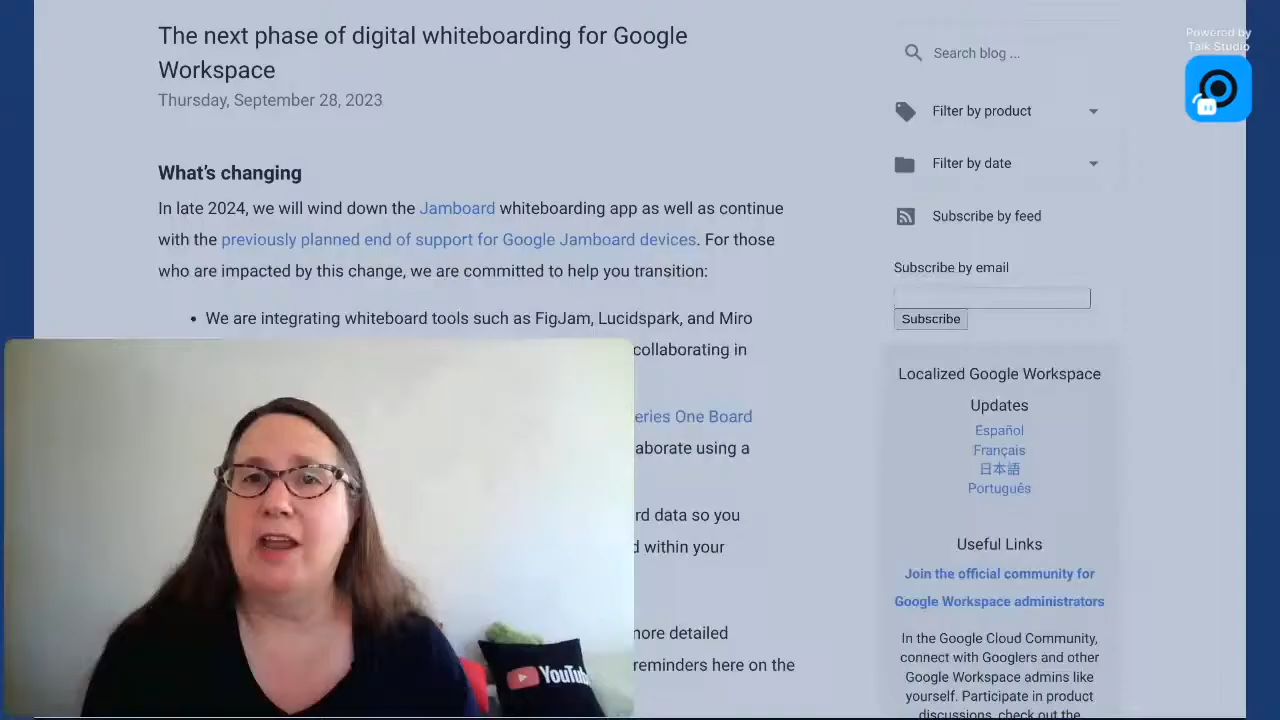 The next phase of digital whiteboarding for Google
Workspace
Thursday, September 28, 2023
What’s changing
In late 2024, we will wind down the Jamboard whiteboarding app as well as continue
with the previously planned end of support for Google Jamboard devices. For those
who are impacted by this change, we are committed to help you transition:
• We are integrating whiteboard tools such as FigJam, Lucidspark, and Miro
collaborating in
eries One Board
aborate using a
rd data so you
d within your
more detailed
reminders here on the
Search blog ...
Filter by product
Filter by date
Subscribe by feed
Subscribe by email
Subscribe
Localized Google Workspace
Updates
Español
Français
日本語
Português
Useful Links
Join the official community for
Google Workspace administrators
In the Google Cloud Community,
connect with Googlers and other
Google Workspace admins like
yourself. Participate in product
discussions, check out the
Powered by
Talk Studio
YouTub